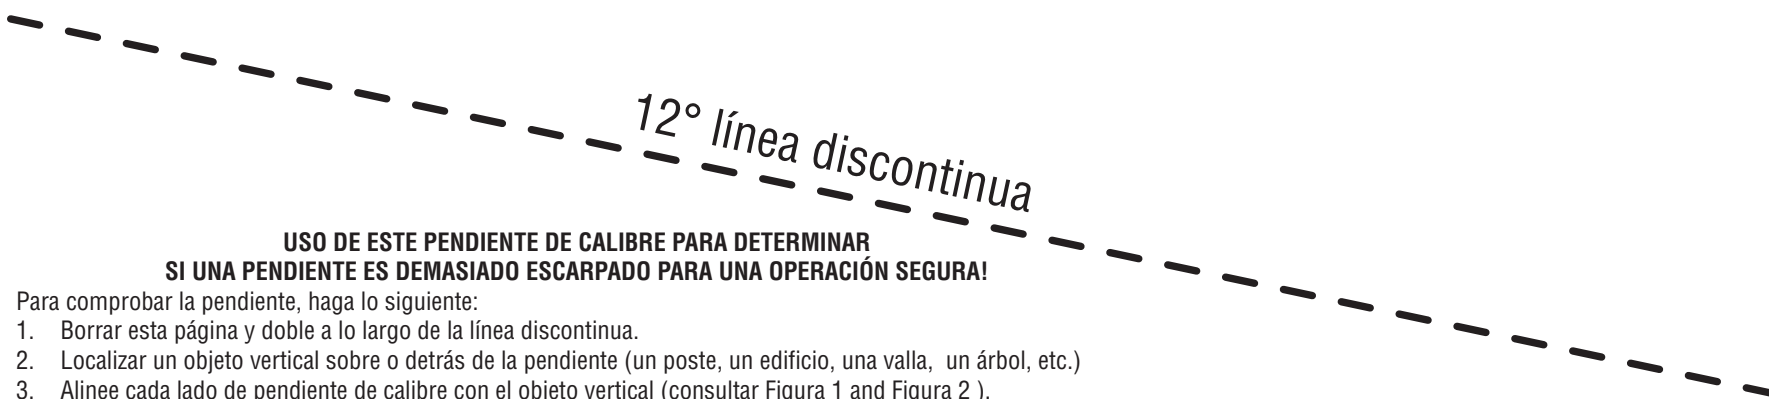 12° línea discontinua
USO DE ESTE PENDIENTE DE CALIBRE PARA DETERMINAR
SI UNA PENDIENTE ES DEMASIADO ESCARPADO PARA UNA OPERACIÓN SEGURA!
Para comprobar la pendiente, haga lo siguiente:
1. Borrar esta página y doble a lo largo de la línea discontinua.
2. Localizar un objeto vertical sobre o detrás de la pendiente (un poste, un edificio, una valla, un árbol, etc.)
3. Alinee cada lado de pendiente de calibre con el objeto vertical (consultar Figura 1 and Figura 2 ).